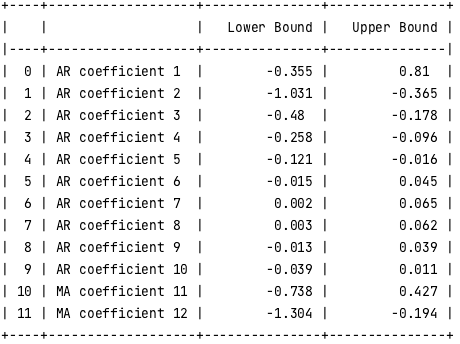 +----+-------------------+---------------+---------------+
|    |                   |   Lower Bound |   Upper Bound |
|----+-------------------+---------------+---------------|
|  0 | AR coefficient 1  |        -0.355 |         0.81  |
|  1 | AR coefficient 2  |        -1.031 |        -0.365 |
|  2 | AR coefficient 3  |        -0.48  |        -0.178 |
|  3 | AR coefficient 4  |        -0.258 |        -0.096 |
|  4 | AR coefficient 5  |        -0.121 |        -0.016 |
|  5 | AR coefficient 6  |        -0.015 |         0.045 |
|  6 | AR coefficient 7  |         0.002 |         0.065 |
|  7 | AR coefficient 8  |         0.003 |         0.062 |
|  8 | AR coefficient 9  |        -0.013 |         0.039 |
|  9 | AR coefficient 10 |        -0.039 |         0.011 |
| 10 | MA coefficient 11 |        -0.738 |         0.427 |
| 11 | MA coefficient 12 |        -1.304 |        -0.194 |
+----+-------------------+---------------+---------------+